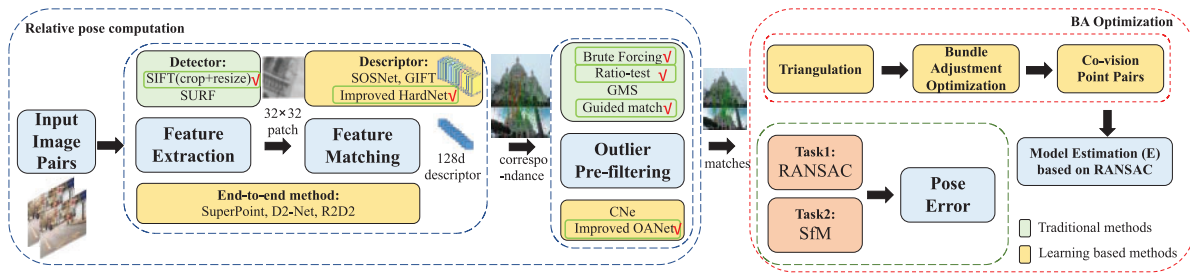 Relative pose computation
Input
Image
Pairs
Detector:
SIFT(crop+resize)√
SURF
32×32
patch
Descriptor:
SOSNet, GIFT
Improved HardNet√
Feature
Extraction
Feature
Matching
128d
descriptor
End-to-end method:
SuperPoint, D2-Net, R2D2
correspo
-ndance
Brute Forcing√
Ratio-test √
GMS
Guided match√
Outlier
Pre-filtering
CNe
Improved OANet√
matches
BA Optimization
Triangulation
Bundle
Adjustment
Optimization
Co-vision
Point Pairs
Model Estimation (E)
based on RANSAC
Task1:
RANSAC
Task2:
SfM
Pose
Error
Traditional methods
Learning based methods